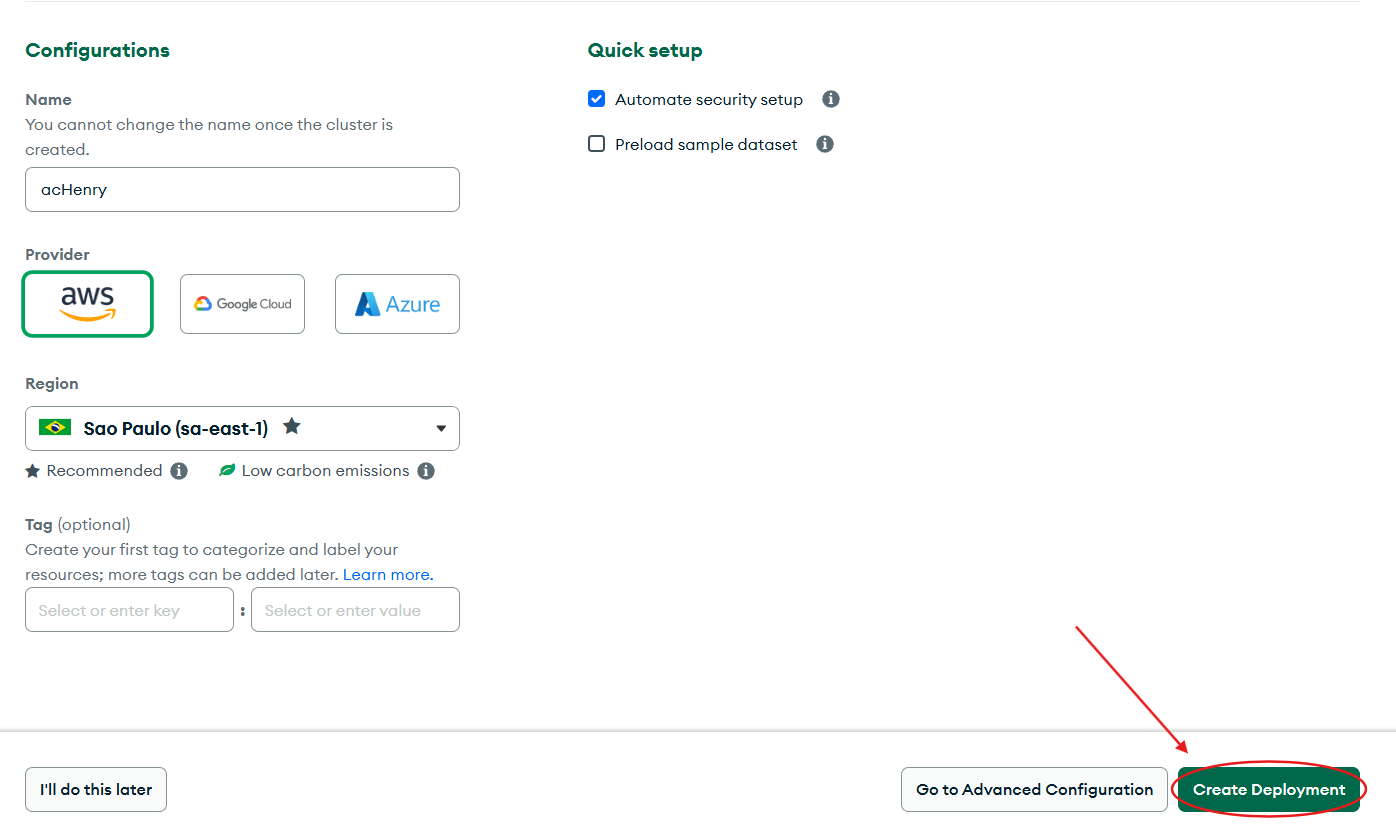 Configurations
Name
You cannot change the name once the cluster is
created.
acHenry
Provider
aws
Google Cloud
Azure
Region
Sao Paulo (sa-east-1)
Recommended
Low carbon emissions
Tag (optional)
Create your first tag to categorize and label your
resources; more tags can be added later. Learn more.
Select or enter key : Select or enter value
Quick setup
Automate security setup
Preload sample dataset
I'll do this later
Go to Advanced Configuration
Create Deployment